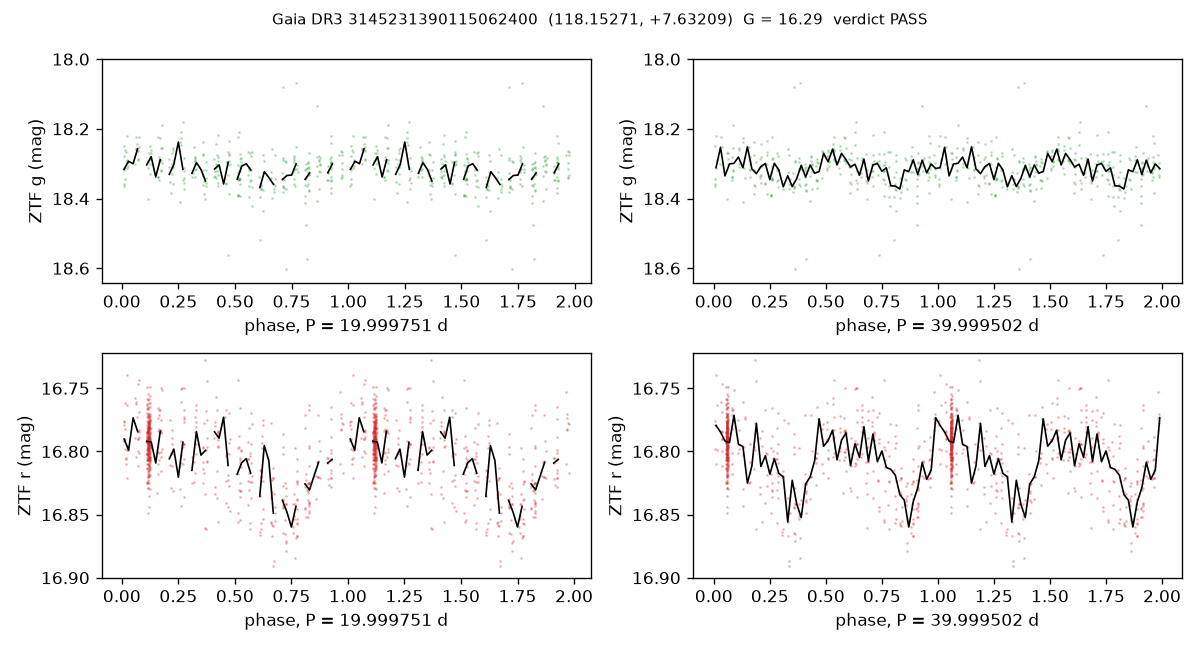 Gaia DR3 3145231390115062400 (118.15271, +7.63209) G = 16.29 verdict PASS
18.0
18.2
18.4
18.6
ZTF g (mag)
0.00 0.25 0.50 0.75 1.00 1.25 1.50 1.75 2.00
phase, P = 19.999751 d
18.0
18.2
18.4
18.6
ZTF g (mag)
0.00 0.25 0.50 0.75 1.00 1.25 1.50 1.75 2.00
phase, P = 39.999502 d
16.75
16.80
16.85
16.90
ZTF r (mag)
0.00 0.25 0.50 0.75 1.00 1.25 1.50 1.75 2.00
phase, P = 19.999751 d
16.75
16.80
16.85
16.90
ZTF r (mag)
0.00 0.25 0.50 0.75 1.00 1.25 1.50 1.75 2.00
phase, P = 39.999502 d